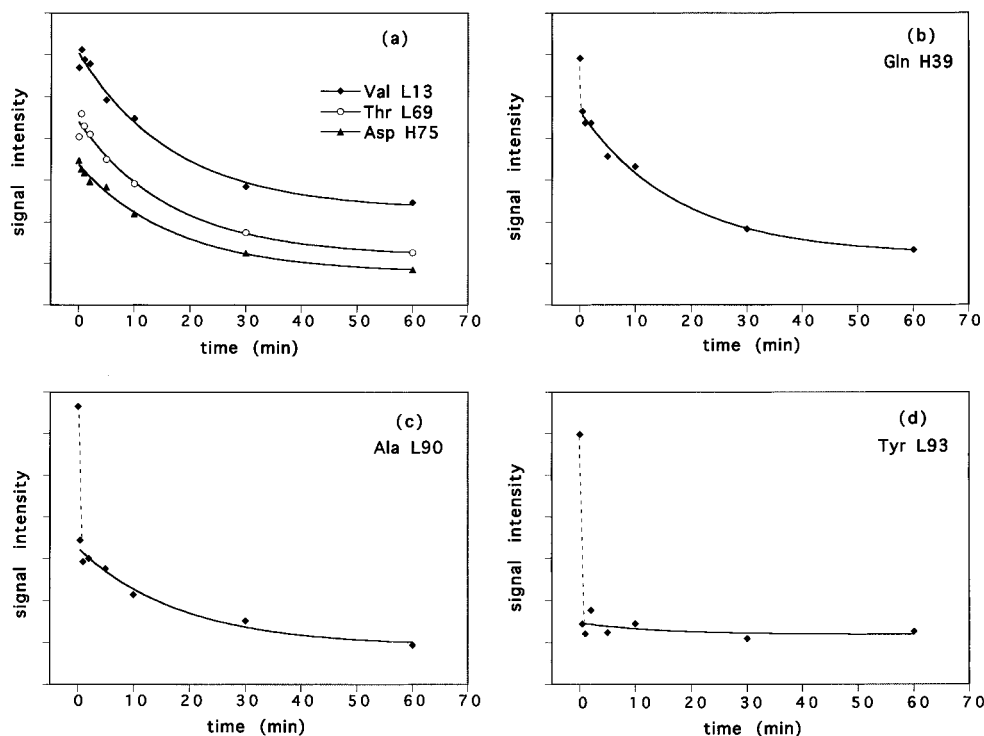 (a)
Val L13
Thr L69
Asp H75
signal intensity
0 10 20 30 40 50 60 70
time (min)
(b)
Gln H39
signal intensity
0 10 20 30 40 50 60 70
time (min)
(c)
Ala L90
signal intensity
0 10 20 30 40 50 60 70
time (min)
(d)
Tyr L93
signal intensity
0 10 20 30 40 50 60 70
time (min)